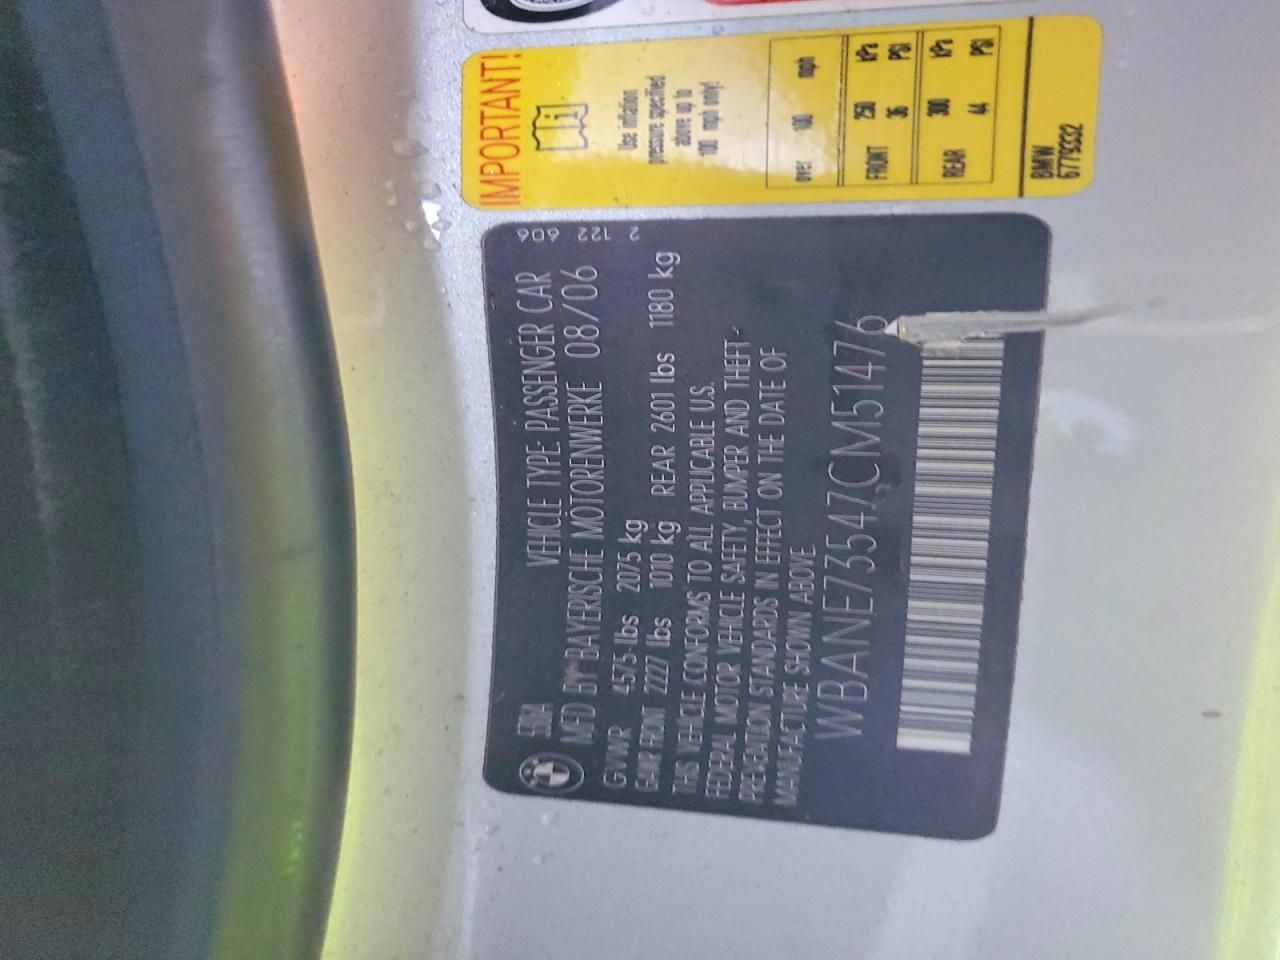 VEHICLE TYPE: PASSENGER CAR
MFD BY BAYERISCHE MOTORENWERKE 08/06
GVWR 4575 lbs 2075 kg
GAWR FRONT 2227 lbs 1010 kg REAR 2601 lbs 1180 kg
THIS VEHICLE CONFORMS TO ALL APPLICABLE U.S.
FEDERAL MOTOR VEHICLE SAFETY, BUMPER AND THEFT-
PREVENTION STANDARDS IN EFFECT ON THE DATE OF
MANUFACTURE SHOWN ABOVE
WBANE73547CM51476
2 122 606
IMPORTANT!
Use inflation
pressure specified
above up to
100 mph only!
over 100 mph
FRONT 250 kPa
36 PSI
REAR 300 kPa
44 PSI
BMW
6779332